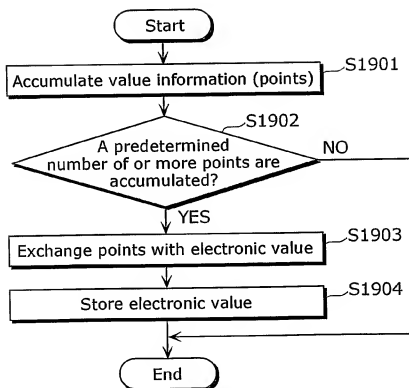 Start
Accumulate value information (points)
S1901
S1902
A predetermined
number of or more points are
accumulated?
NO
YES
Exchange points with electronic value
S1903
Store electronic value
S1904
End